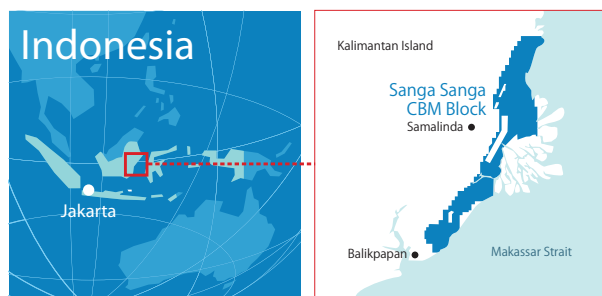 Indonesia
Jakarta
Kalimantan Island
Sanga Sanga
CBM Block
Samalinda
Balikpapan
Makassar Strait